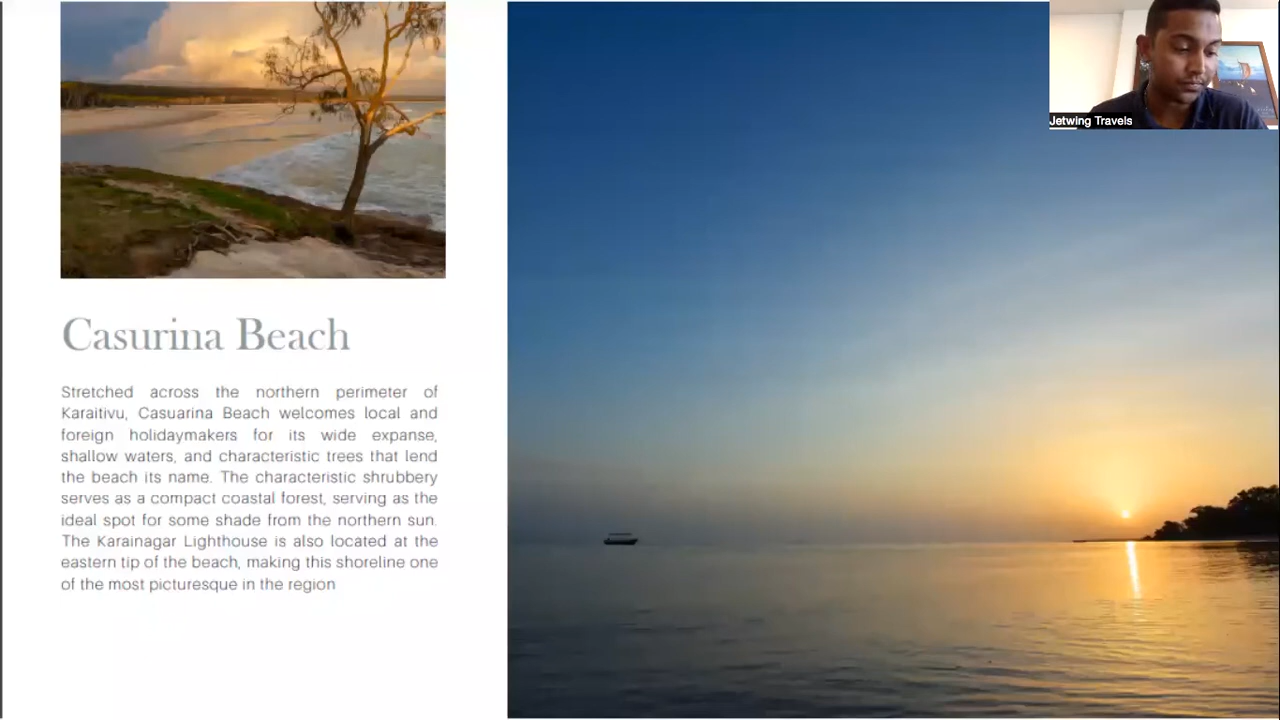 Jetwing Travels
Casurina Beach
Stretched across the northern perimeter of
Karaitivu, Casuarina Beach welcomes local and
foreign holidaymakers for its wide expanse,
shallow waters, and characteristic trees that lend
the beach its name. The characteristic shrubbery
serves as a compact coastal forest, serving as the
ideal spot for some shade from the northern sun.
The Karainagar Lighthouse is also located at the
eastern tip of the beach, making this shoreline one
of the most picturesque in the region